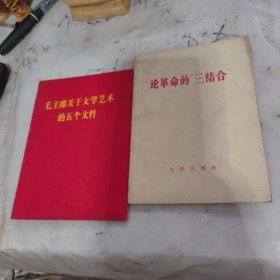 毛主席关于文学艺术
的五个文件
论革命的三结合
人民出版社